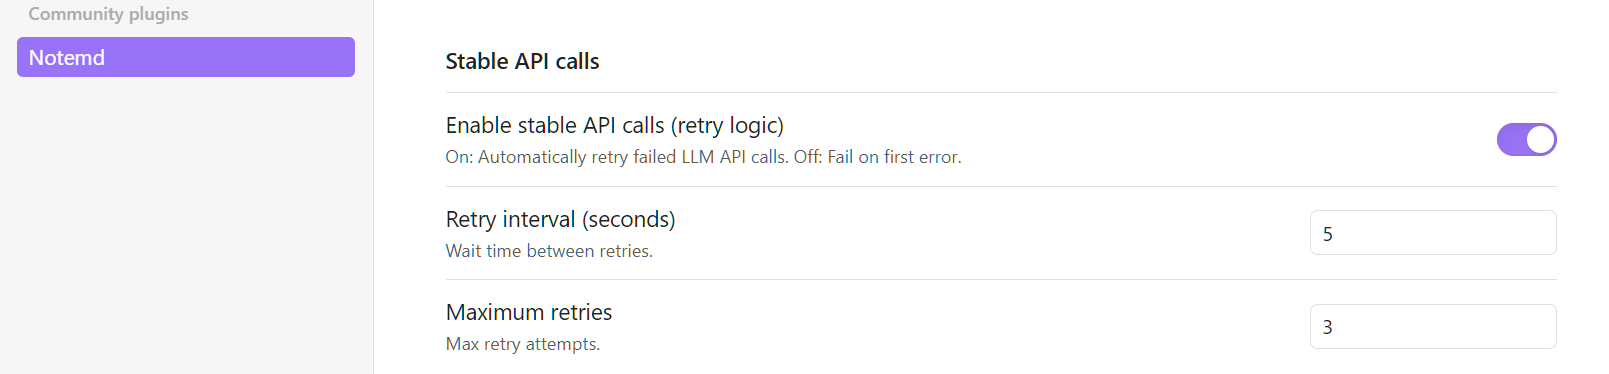 Community plugins
Notemd
Stable API calls
Enable stable API calls (retry logic)
On: Automatically retry failed LLM API calls. Off: Fail on first error.
Retry interval (seconds)
Wait time between retries.
5
Maximum retries
Max retry attempts.
3